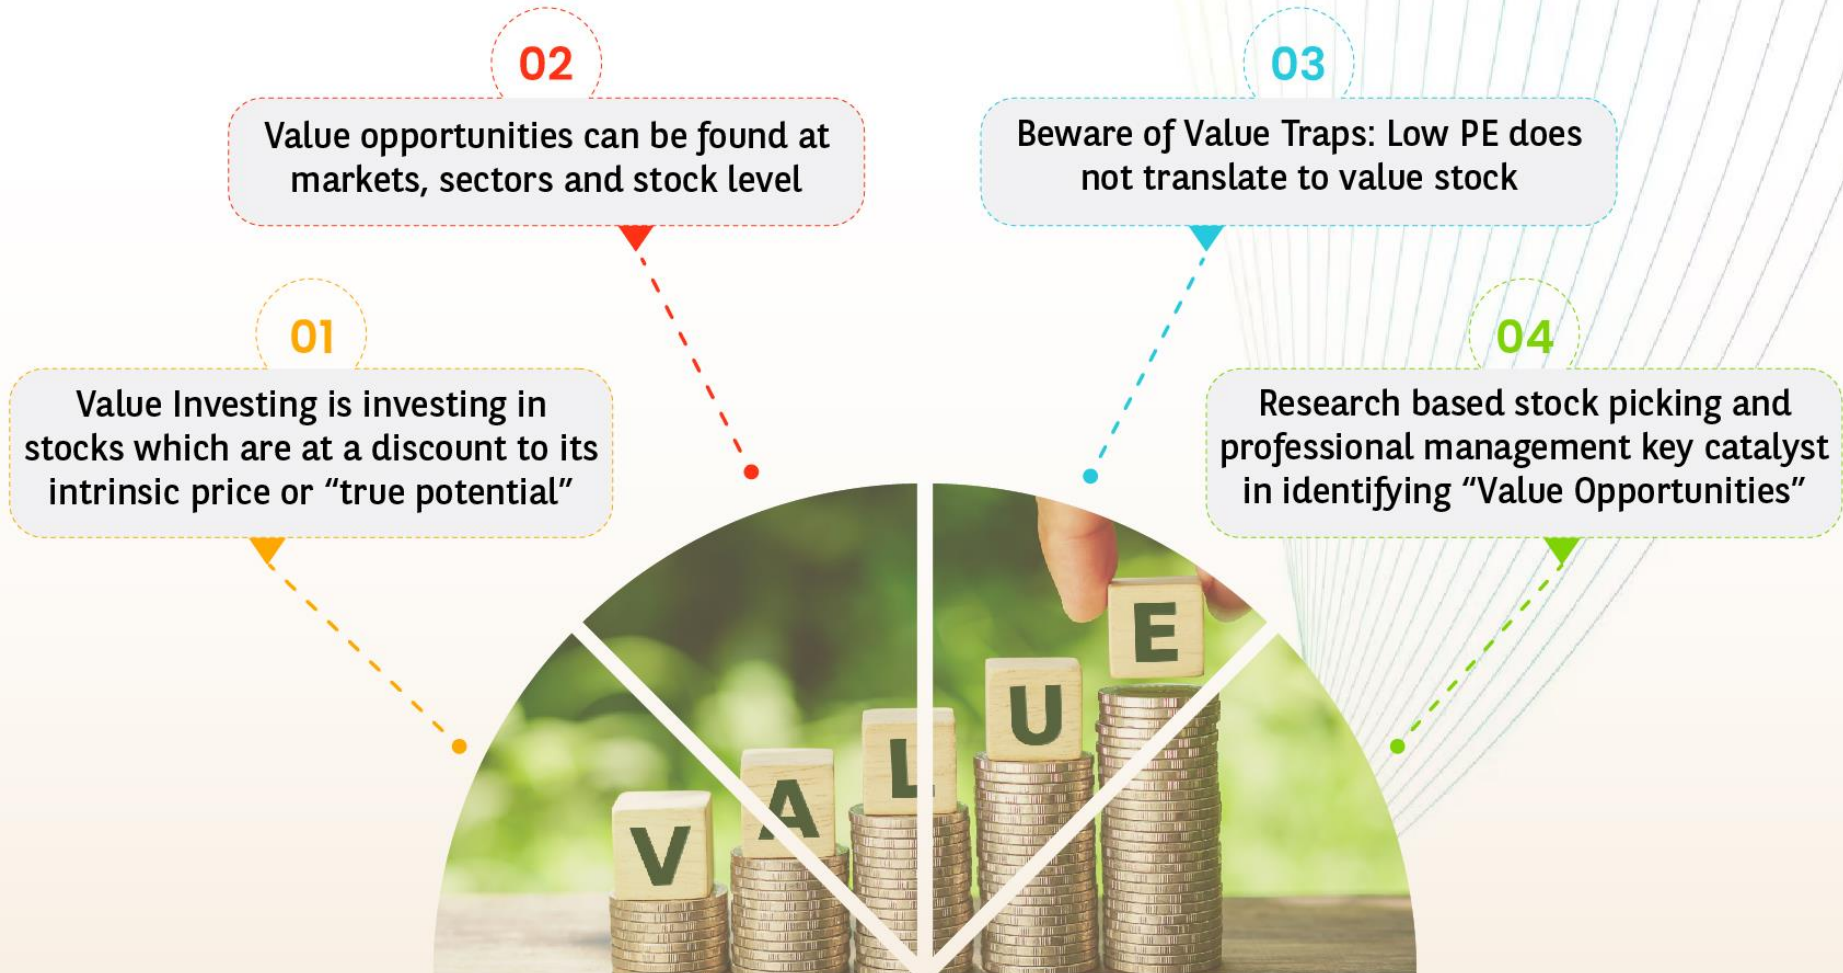 01
Value Investing is investing in
stocks which are at a discount to its
intrinsic price or “true potential”
02
Value opportunities can be found at
markets, sectors and stock level
03
Beware of Value Traps: Low PE does
not translate to value stock
04
Research based stock picking and
professional management key catalyst
in identifying “Value Opportunities”
VALUE